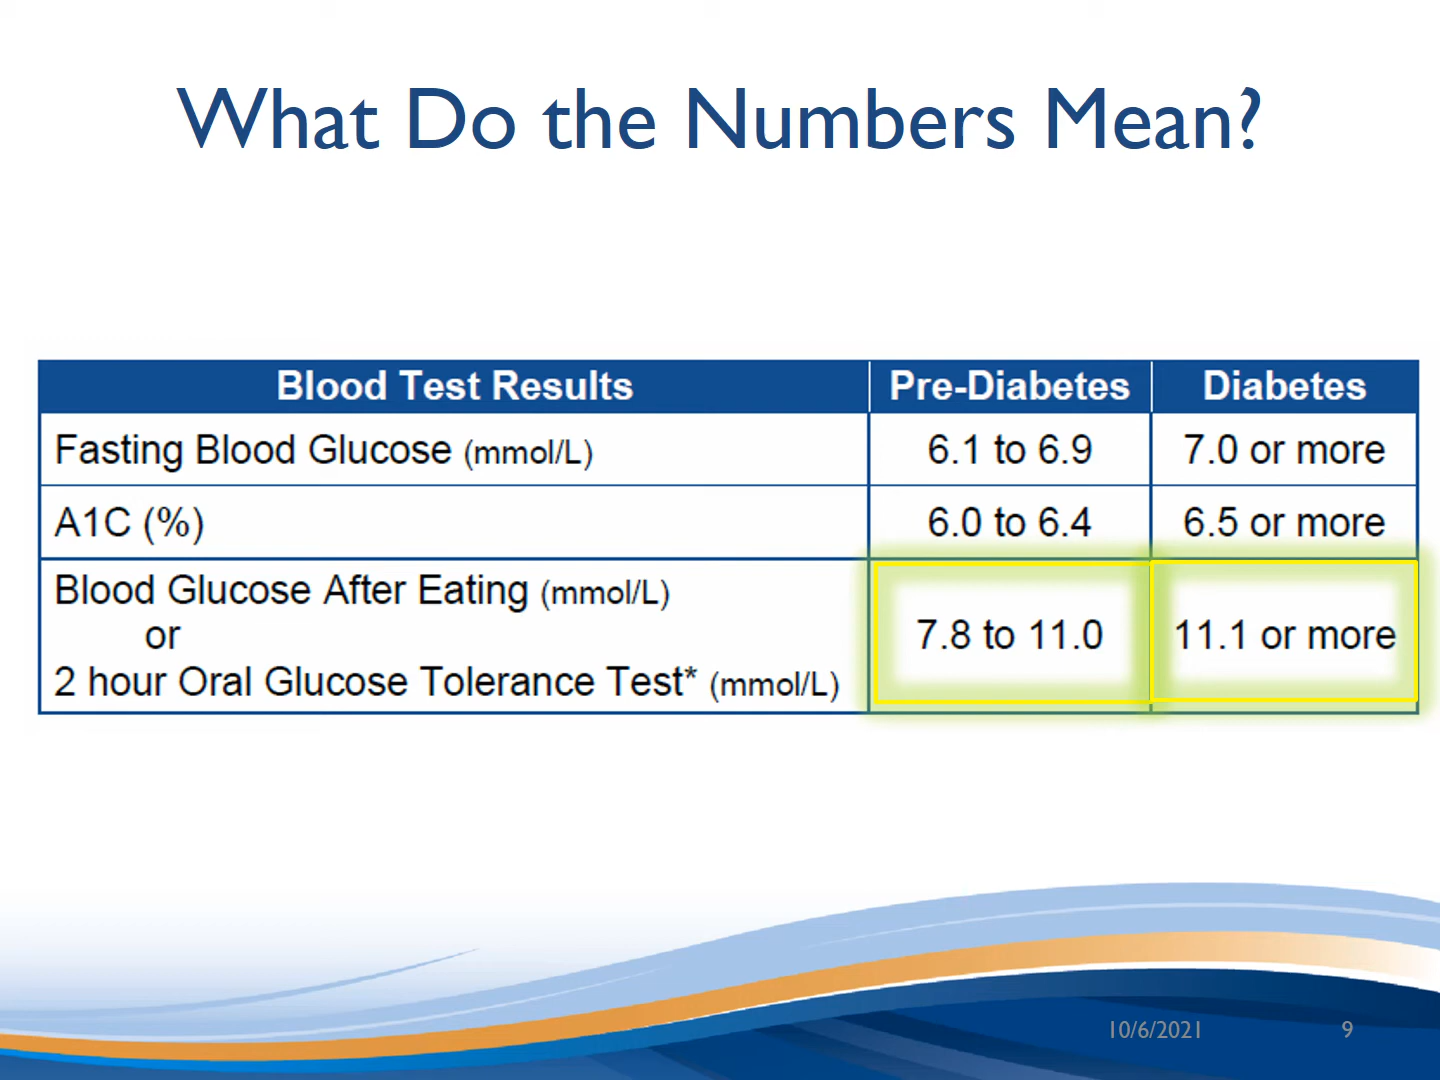 What Do the Numbers Mean?
Blood Test Results Pre-Diabetes Diabetes
Fasting Blood Glucose (mmol/L) 6.1 to 6.9 7.0 or more
A1C (%) 6.0 to 6.4 6.5 or more
Blood Glucose After Eating (mmol/L)
or 7.8 to 11.0 11.1 or more
2 hour Oral Glucose Tolerance Test* (mmol/L)
10/6/2021 9